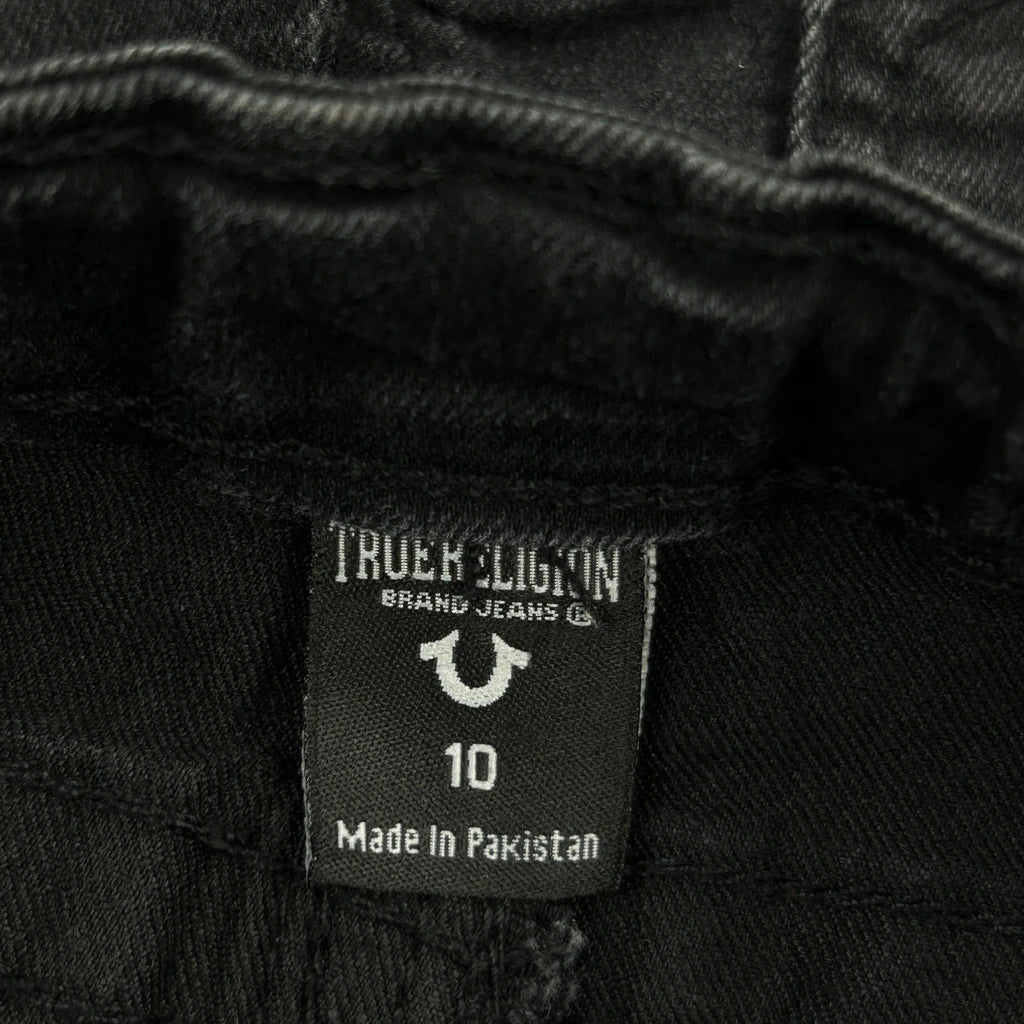 TRUE RELIGION
BRAND JEANS ®
10
Made In Pakistan